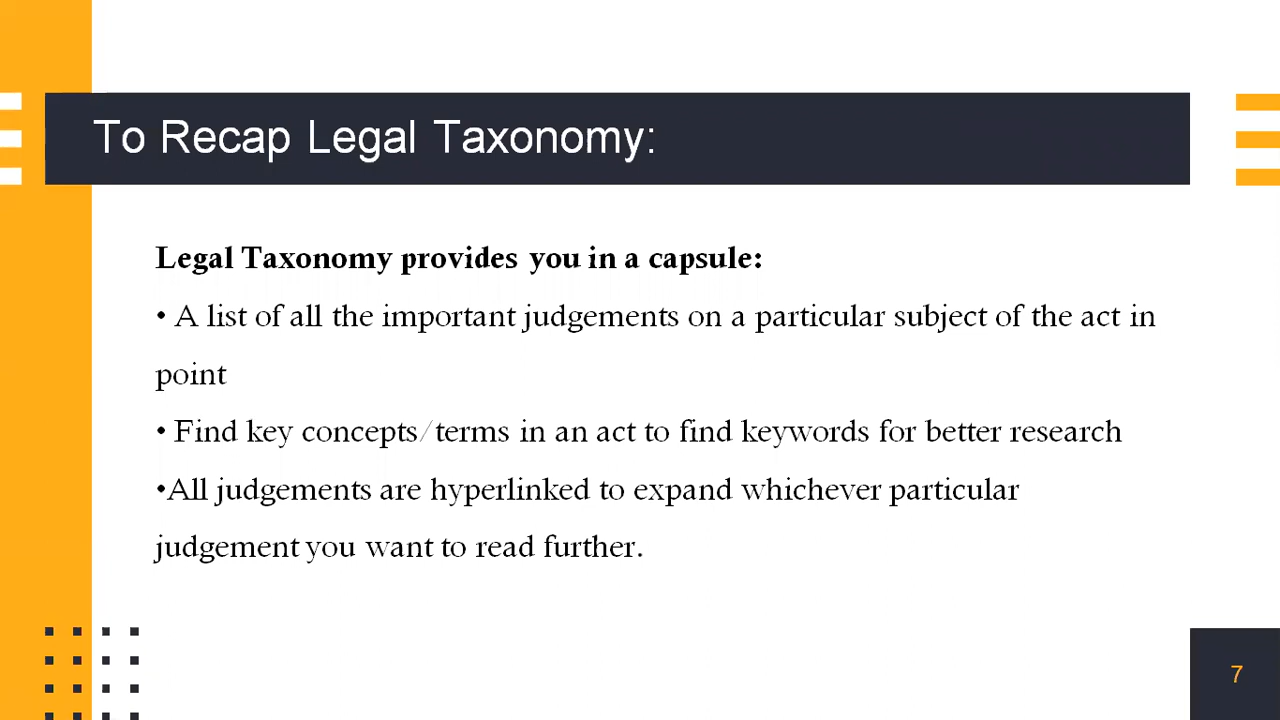 To Recap Legal Taxonomy:
Legal Taxonomy provides you in a capsule:
• A list of all the important judgements on a particular subject of the act in
point
• Find key concepts/terms in an act to find keywords for better research
•All judgements are hyperlinked to expand whichever particular
judgement you want to read further.
7